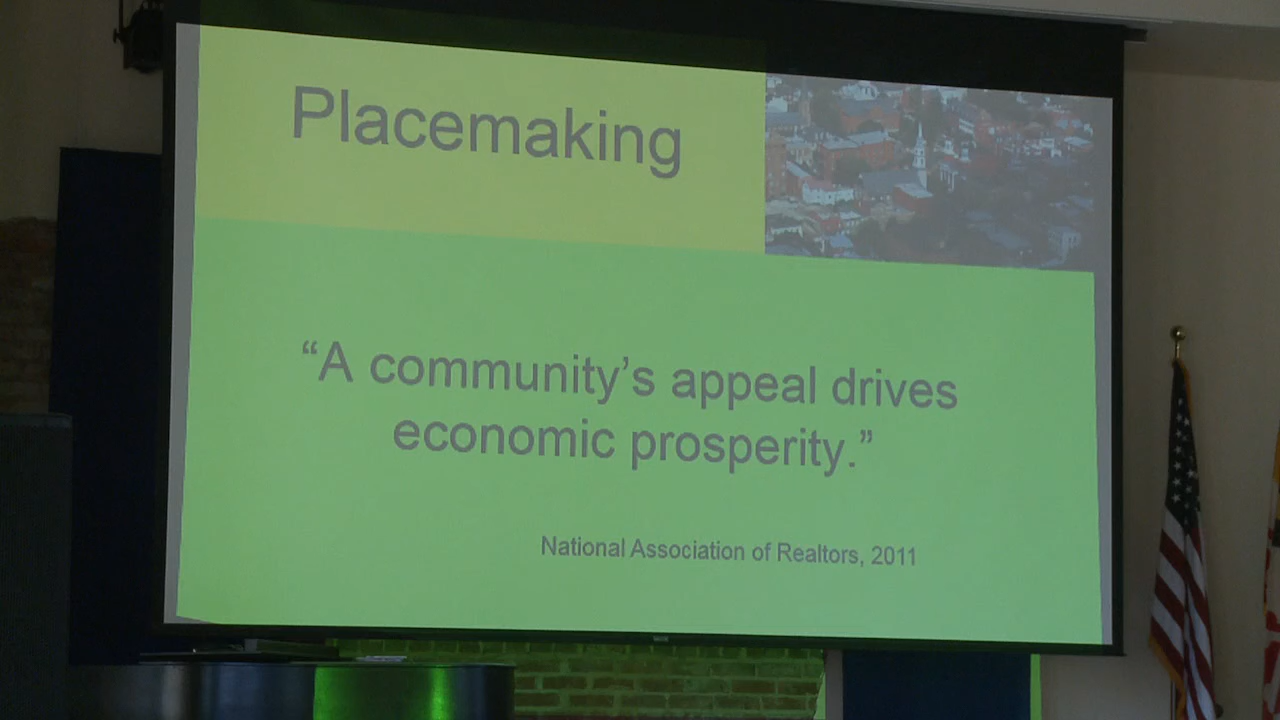 Placemaking
“A community’s appeal drives
economic prosperity.”
National Association of Realtors, 2011